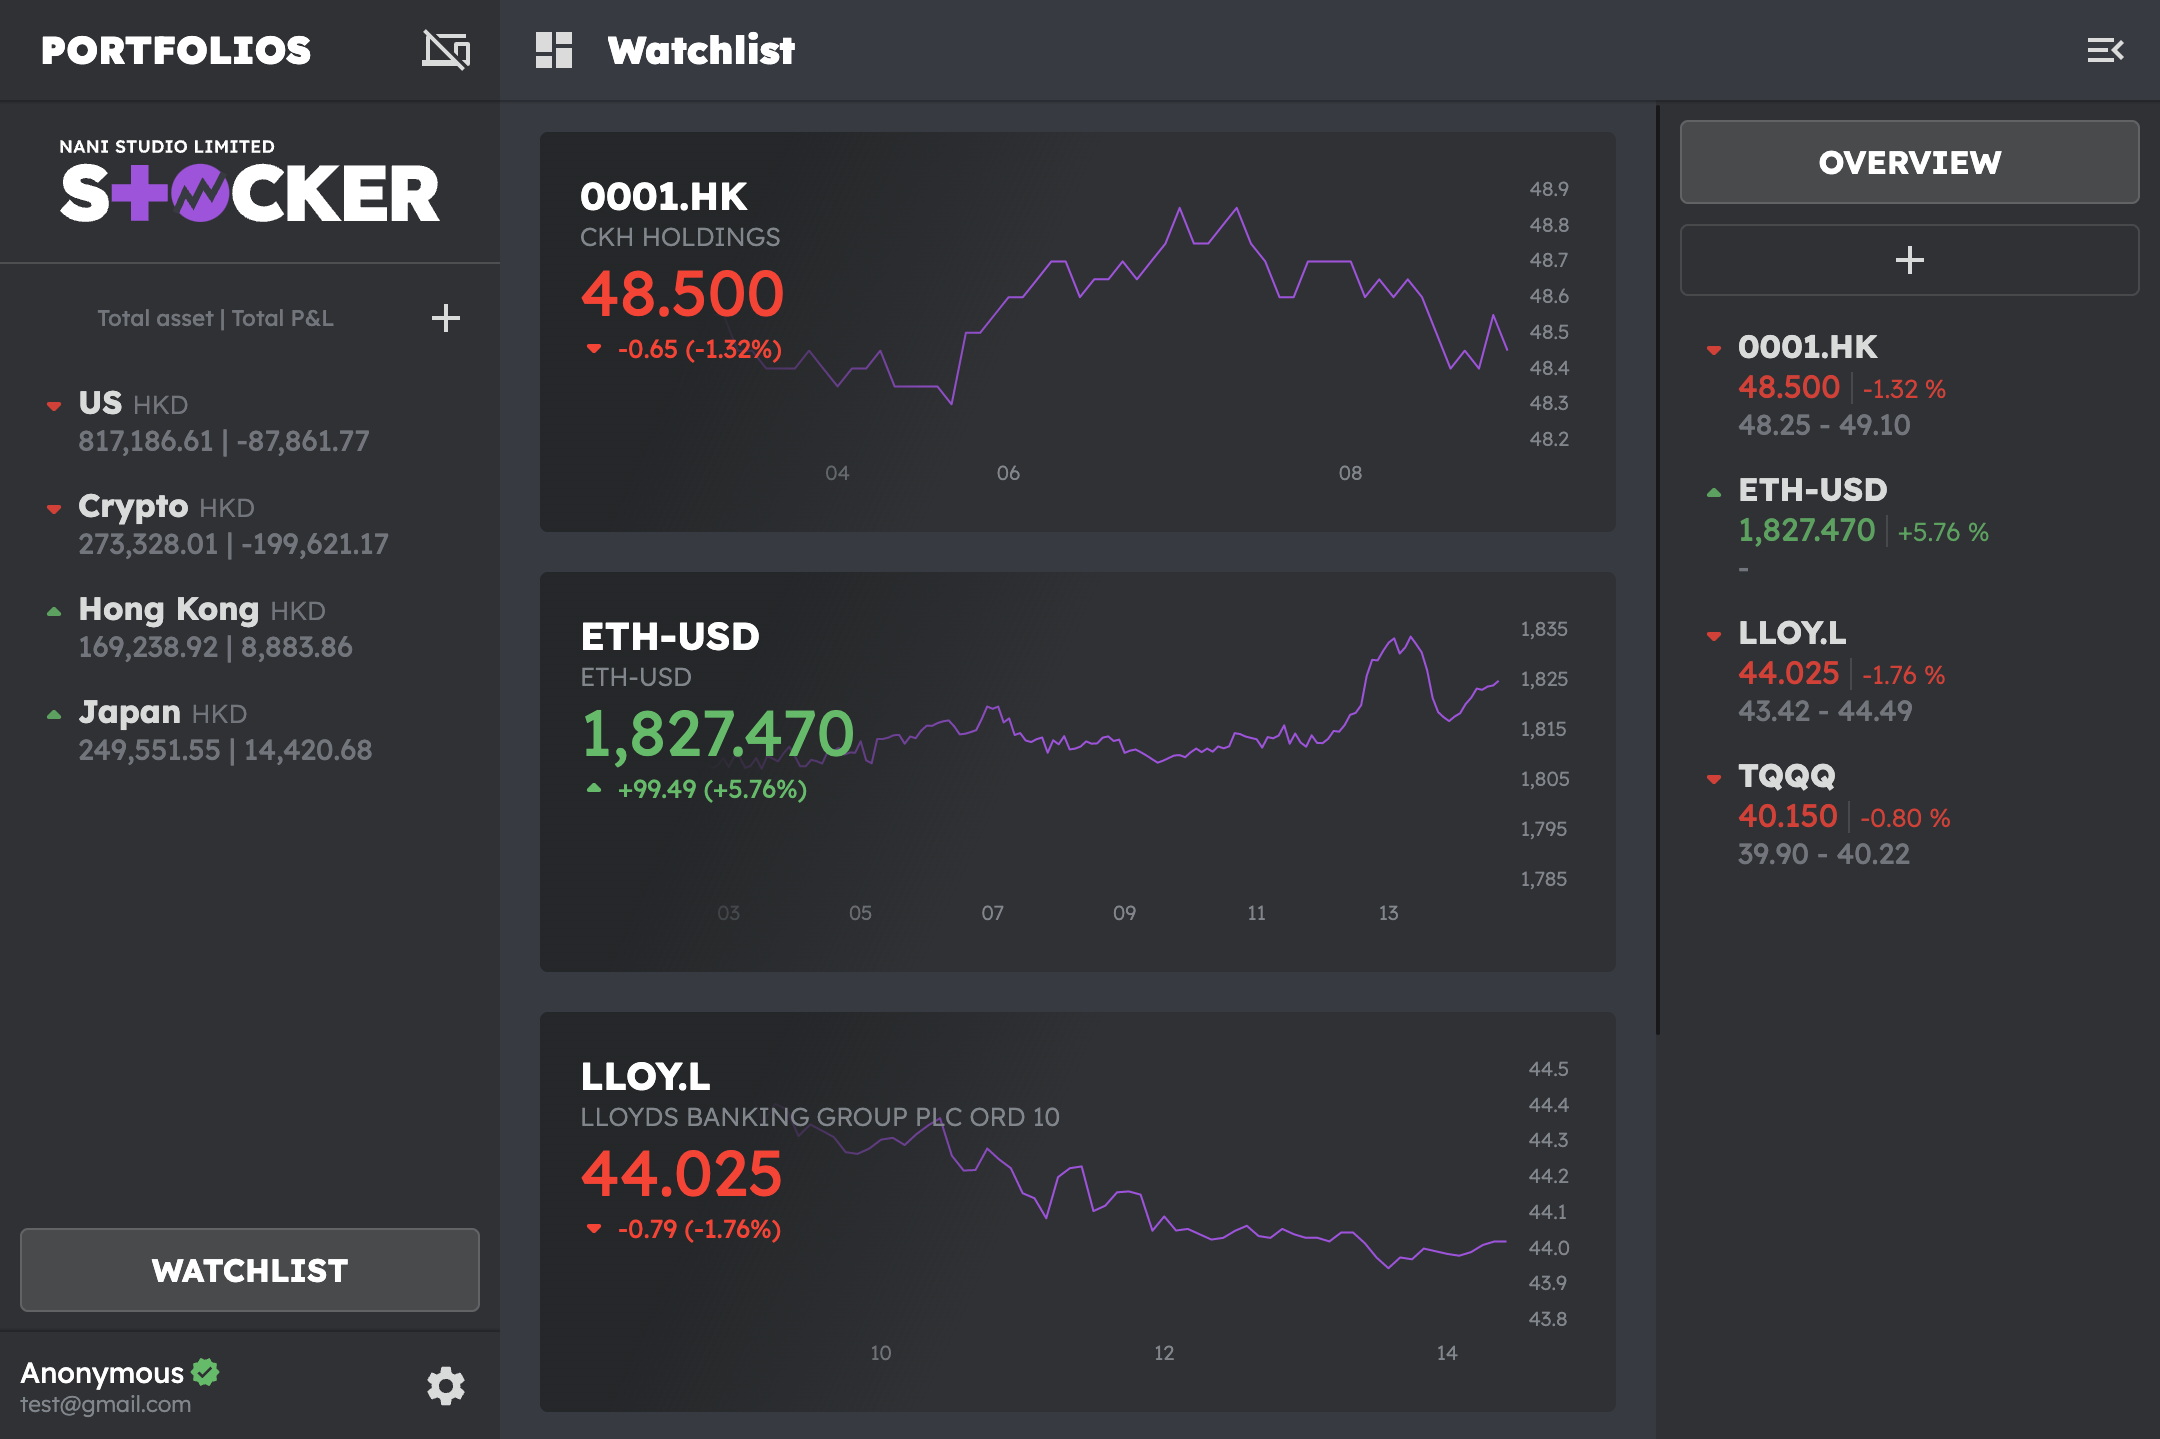 PORTFOLIOS
NANI STUDIO LIMITED
STOCKER
Total asset | Total P&L
US HKD
817,186.61 | -87,861.77
Crypto HKD
273,328.01 | -199,621.17
Hong Kong HKD
169,238.92 | 8,883.86
Japan HKD
249,551.55 | 14,420.68
WATCHLIST
Anonymous
test@gmail.com
Watchlist
0001.HK
CKH HOLDINGS
48.500
-0.65 (-1.32%)
48.9
48.8
48.7
48.6
48.5
48.4
48.3
48.2
04 06 08
ETH-USD
ETH-USD
1,827.470
+99.49 (+5.76%)
1,835
1,825
1,815
1,805
1,795
1,785
03 05 07 09 11 13
LLOY.L
LLOYDS BANKING GROUP PLC ORD 10
44.025
-0.79 (-1.76%)
44.5
44.4
44.3
44.2
44.1
44.0
43.9
43.8
10 12 14
OVERVIEW
+
0001.HK
48.500 | -1.32 %
48.25 - 49.10
ETH-USD
1,827.470 | +5.76 %
-
LLOY.L
44.025 | -1.76 %
43.42 - 44.49
TQQQ
40.150 | -0.80 %
39.90 - 40.22